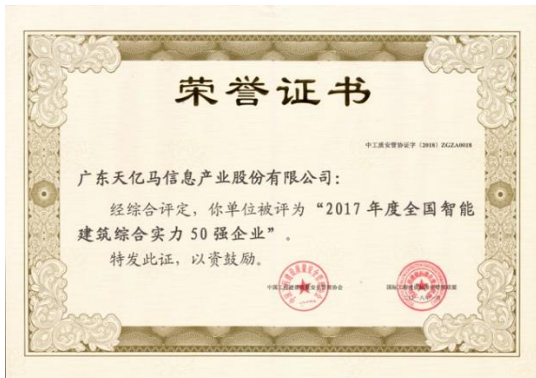 荣誉证书
中工质安管协证字〔2018〕ZGZA0018
广东天亿马信息产业股份有限公司：
经综合评定，你单位被评为“2017年度全国智能
建筑综合实力50强企业”。
特发此证，以资鼓励。